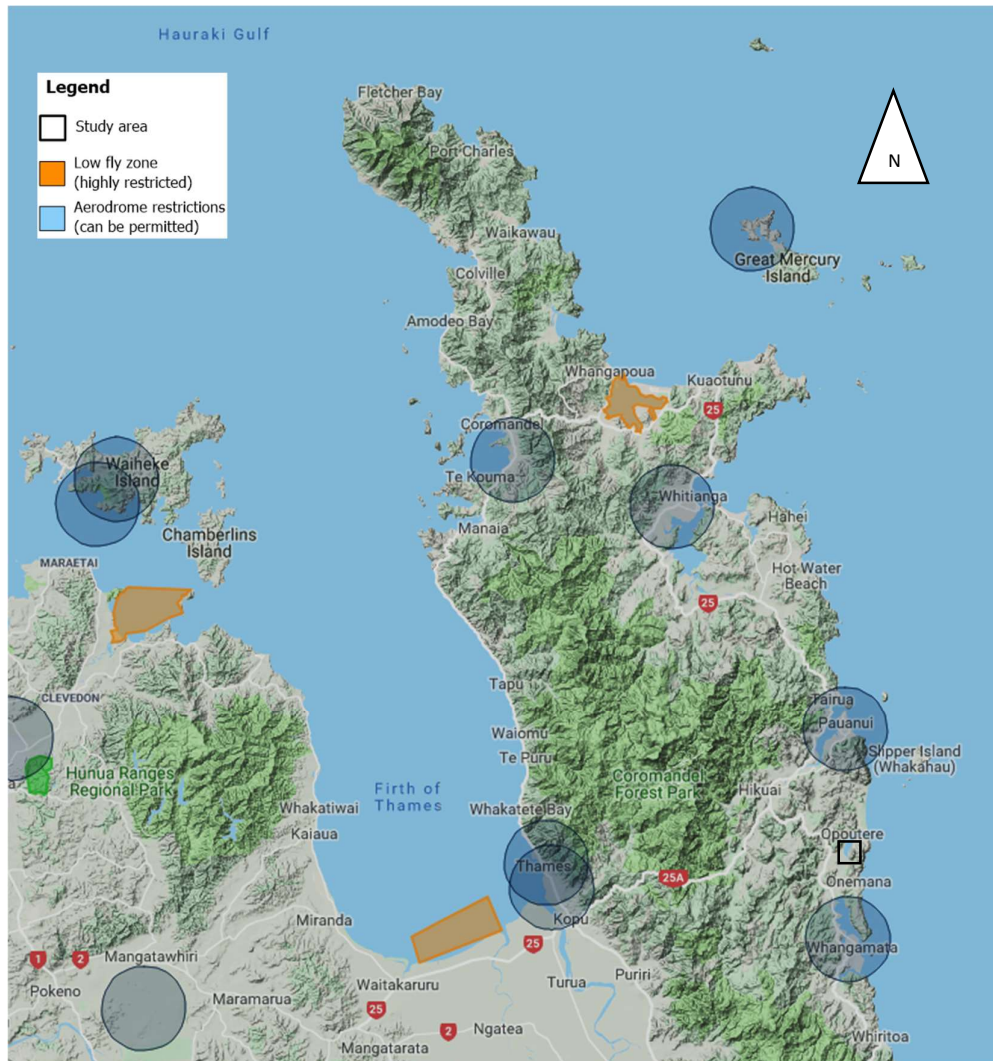 Hauraki Gulf
Legend
Study area
Low fly zone
(highly restricted)
Aerodrome restrictions
(can be permitted)
N
Fletcher Bay
Port Charles
Waikawau
Great Mercury
Island
Colville
Amodeo Bay
Whangapoua
Kuaotunu
25
Coromandel
Waiheke
Island
Te Kouma
Whitianga
Hahei
Manaia
Chamberlins
Island
MARAETAI
Hot Water
Beach
25
Tapu
CLEVEDON
Tairua
Pauanui
Waiomu
Te Puru
Slipper Island
(Whakahau)
Hunua Ranges
Regional Park
Firth of
Thames
Coromandel
Forest Park
Hikuai
Whakatiwai
Whakatete Bay
Kaiaua
Opoutere
Thames
25A
Onemana
Miranda
Kopu
25
Whangamata
1
2
Mangatawhiri
Waitakaruru
Puriri
Turua
Pokeno
Maramarua
25
2
Ngatea
Whiritoa
Mangatarata